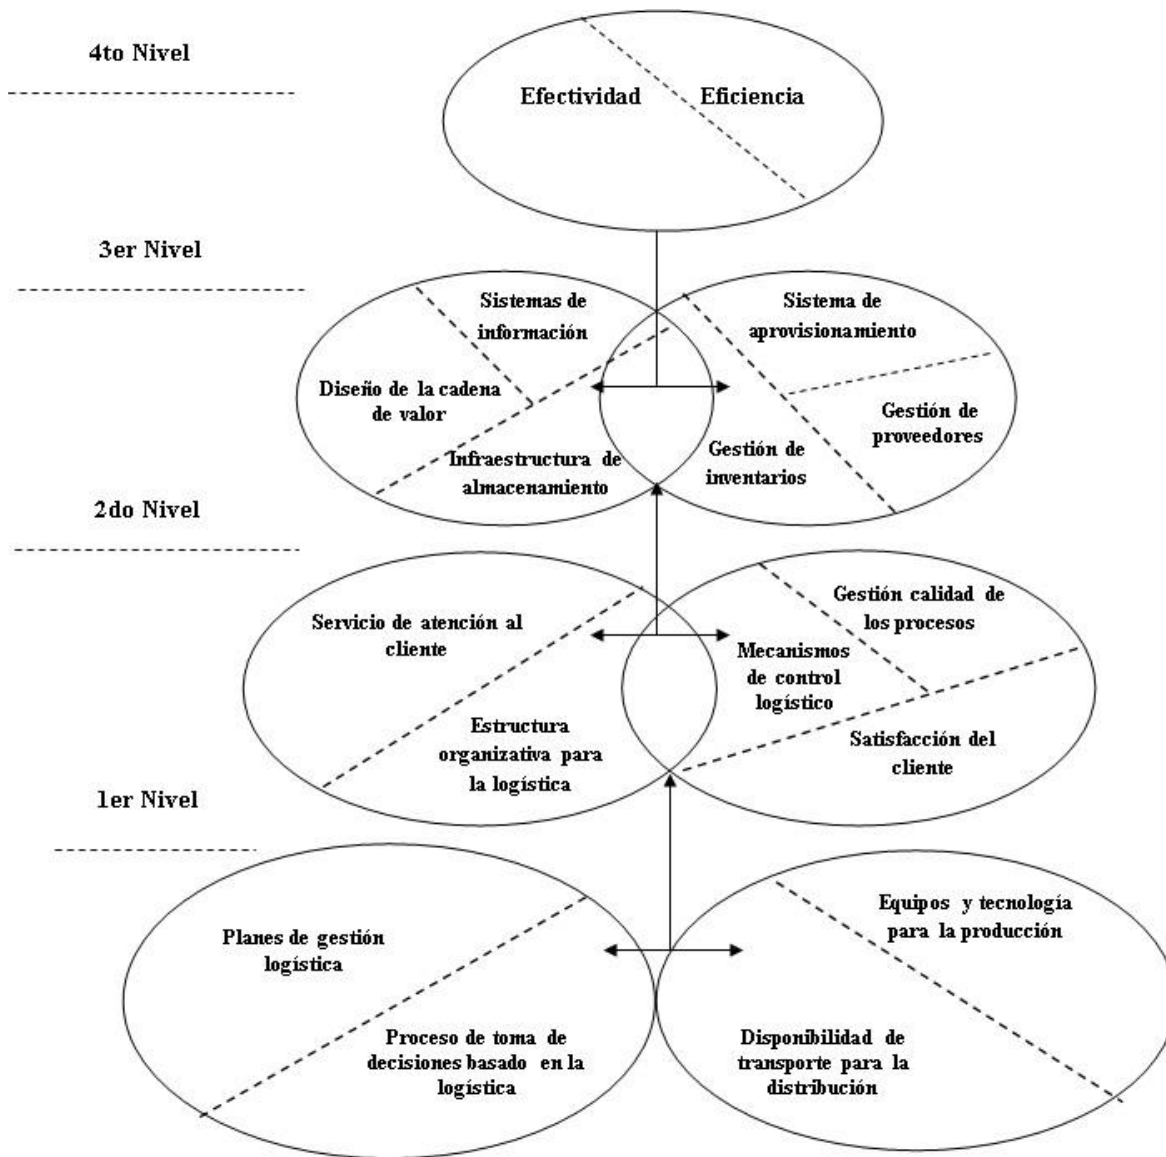 4to Nivel
Efectividad
Eficiencia
3er Nivel
Sistemas de
información
Diseño de la cadena
de valor
Infraestructura de
almacenamiento
Sistema de
aprovisionamiento
Gestión de
proveedores
Gestión de
inventarios
2do Nivel
Servicio de atención al
cliente
Estructura
organizativa para
la logística
Gestión calidad de
los procesos
Mecanismos
de control
logístico
Satisfacción del
cliente
1er Nivel
Planes de gestión
logística
Proceso de toma de
decisiones basado en la
logística
Equipos y tecnología
para la producción
Disponibilidad de
transporte para la
distribución